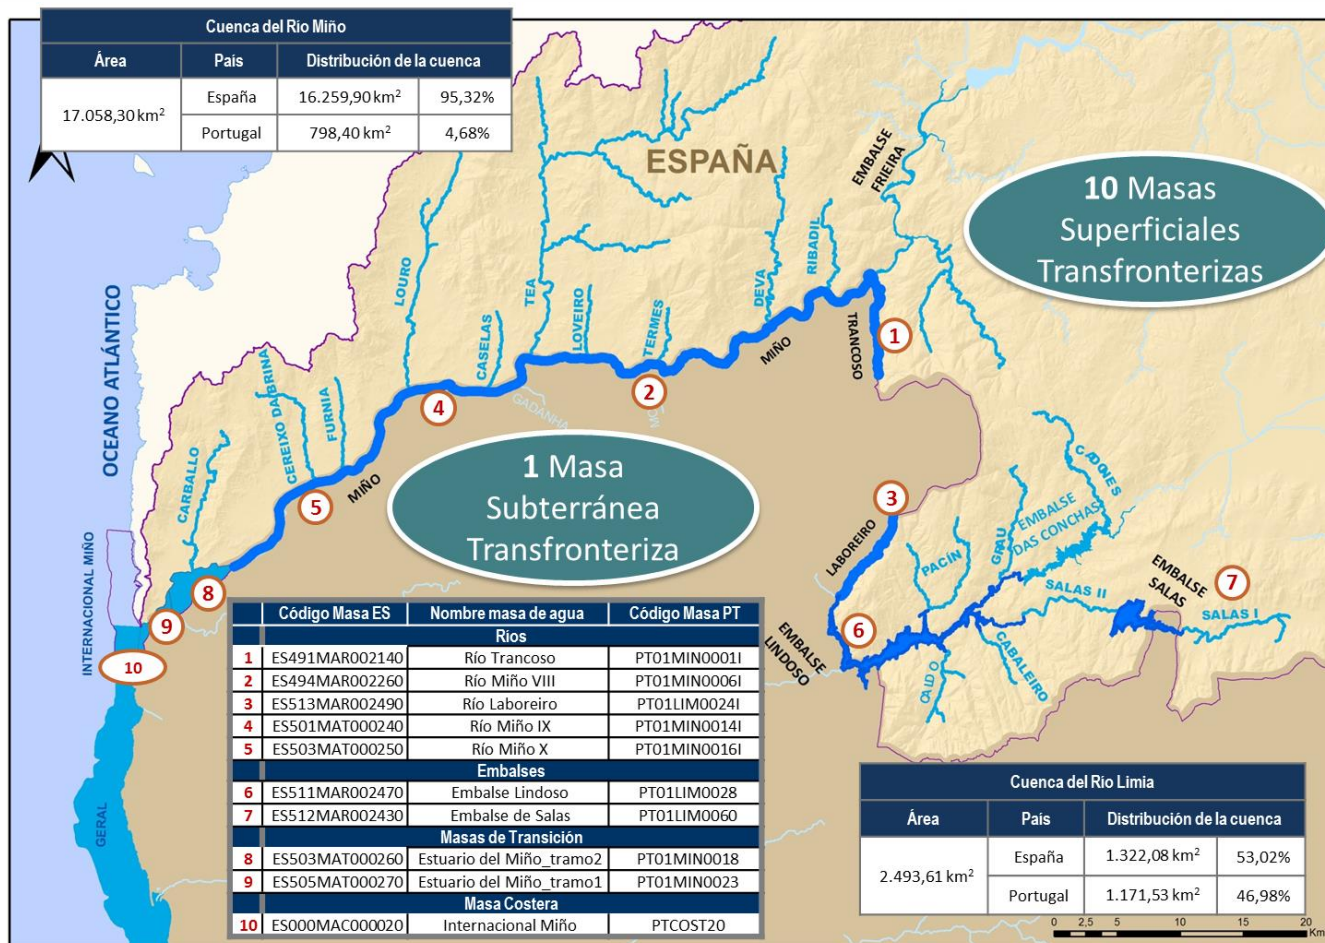 Cuenca del Río Miño
Área País Distribución de la cuenca
17.058,30 km² España 16.259,90 km² 95,32%
Portugal 798,40 km² 4,68%
ESPAÑA
EMBALSE
FRIEIRA
10 Masas
Superficiales
Transfronterizas
OCEANO ATLÁNTICO
LOURO
CASELAS
TEA
LOVEIRO
TERMES
DEVA
RIBADIL
MIÑO
TRANCOSO
1
2
4
GADANHA
CARBALLO
CEREIXO DA BRINA
FURNIA
5
MIÑO
1 Masa
Subterránea
Transfronteriza
3
LABOREIRO
PACÍN
GRAU
EMBALSE
DAS CONCHAS
CADONES
EMBALSE
SALAS
7
SALAS I
SALAS II
6
EMBALSE
LINDOSO
CALDO
CABALEIRO
INTERNACIONAL MIÑO
8
9
10
GERAL
Código Masa ES Nombre masa de agua Código Masa PT
Rios
1 ES491MAR002140 Río Trancoso PT01MIN0001I
2 ES494MAR002260 Río Miño VIII PT01MIN0006I
3 ES513MAR002490 Río Laboreiro PT01LIM0024I
4 ES501MAT000240 Río Miño IX PT01MIN0014I
5 ES503MAT000250 Río Miño X PT01MIN0016I
Embalses
6 ES511MAR002470 Embalse Lindoso PT01LIM0028
7 ES512MAR002430 Embalse de Salas PT01LIM0060
Masas de Transición
8 ES503MAT000260 Estuario del Miño_tramo2 PT01MIN0018
9 ES505MAT000270 Estuario del Miño_tramo1 PT01MIN0023
Masa Costera
10 ES000MAC000020 Internacional Miño PTCOST20
Cuenca del Río Limia
Área País Distribución de la cuenca
2.493,61 km² España 1.322,08 km² 53,02%
Portugal 1.171,53 km² 46,98%
0 2,5 5 10 15 20
Km